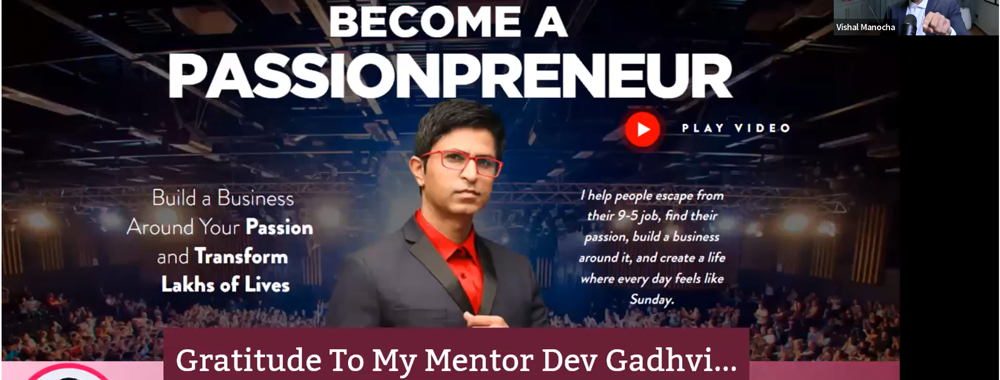 BECOME A
PASSIONPRENEUR
Vishal Manocha
PLAY VIDEO
Build a Business
Around Your Passion
and Transform
Lakhs of Lives
I help people escape from
their 9-5 job, find their
passion, build a business
around it, and create a life
where every day feels like
Sunday.
Gratitude To My Mentor Dev Gadhvi...